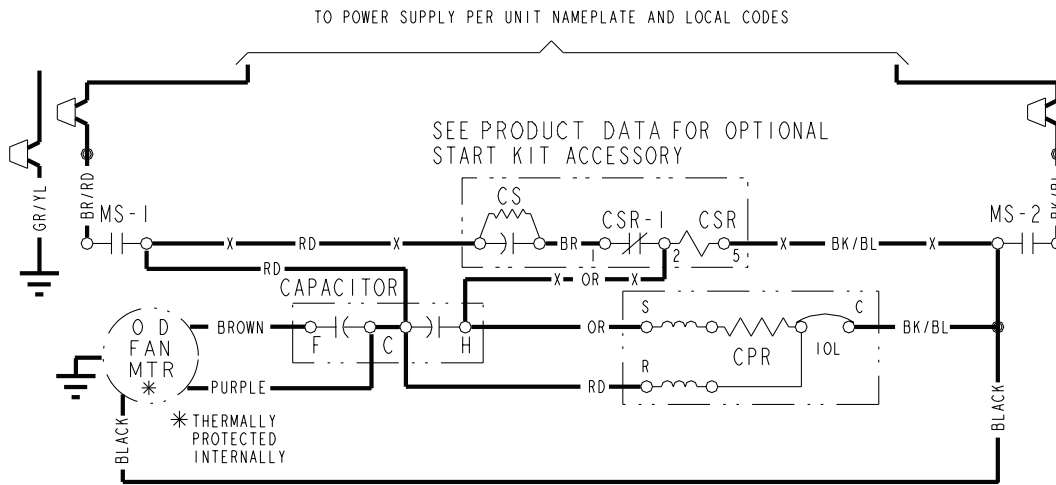 TO POWER SUPPLY PER UNIT NAMEPLATE AND LOCAL CODES
SEE PRODUCT DATA FOR OPTIONAL
START KIT ACCESSORY
GR/YL
BR/RD
BK/BL
MS-1
CS
CSR-1
CSR
MS-2
X RD X
BR
1
2
5
X BK/BL X
RD
X OR X
CAPACITOR
O D
FAN
MTR
*
BROWN
F
C
H
OR
S
CPR
IOL
C
BK/BL
PURPLE
RD
R
BLACK
BLACK
* THERMALLY
PROTECTED
INTERNALLY